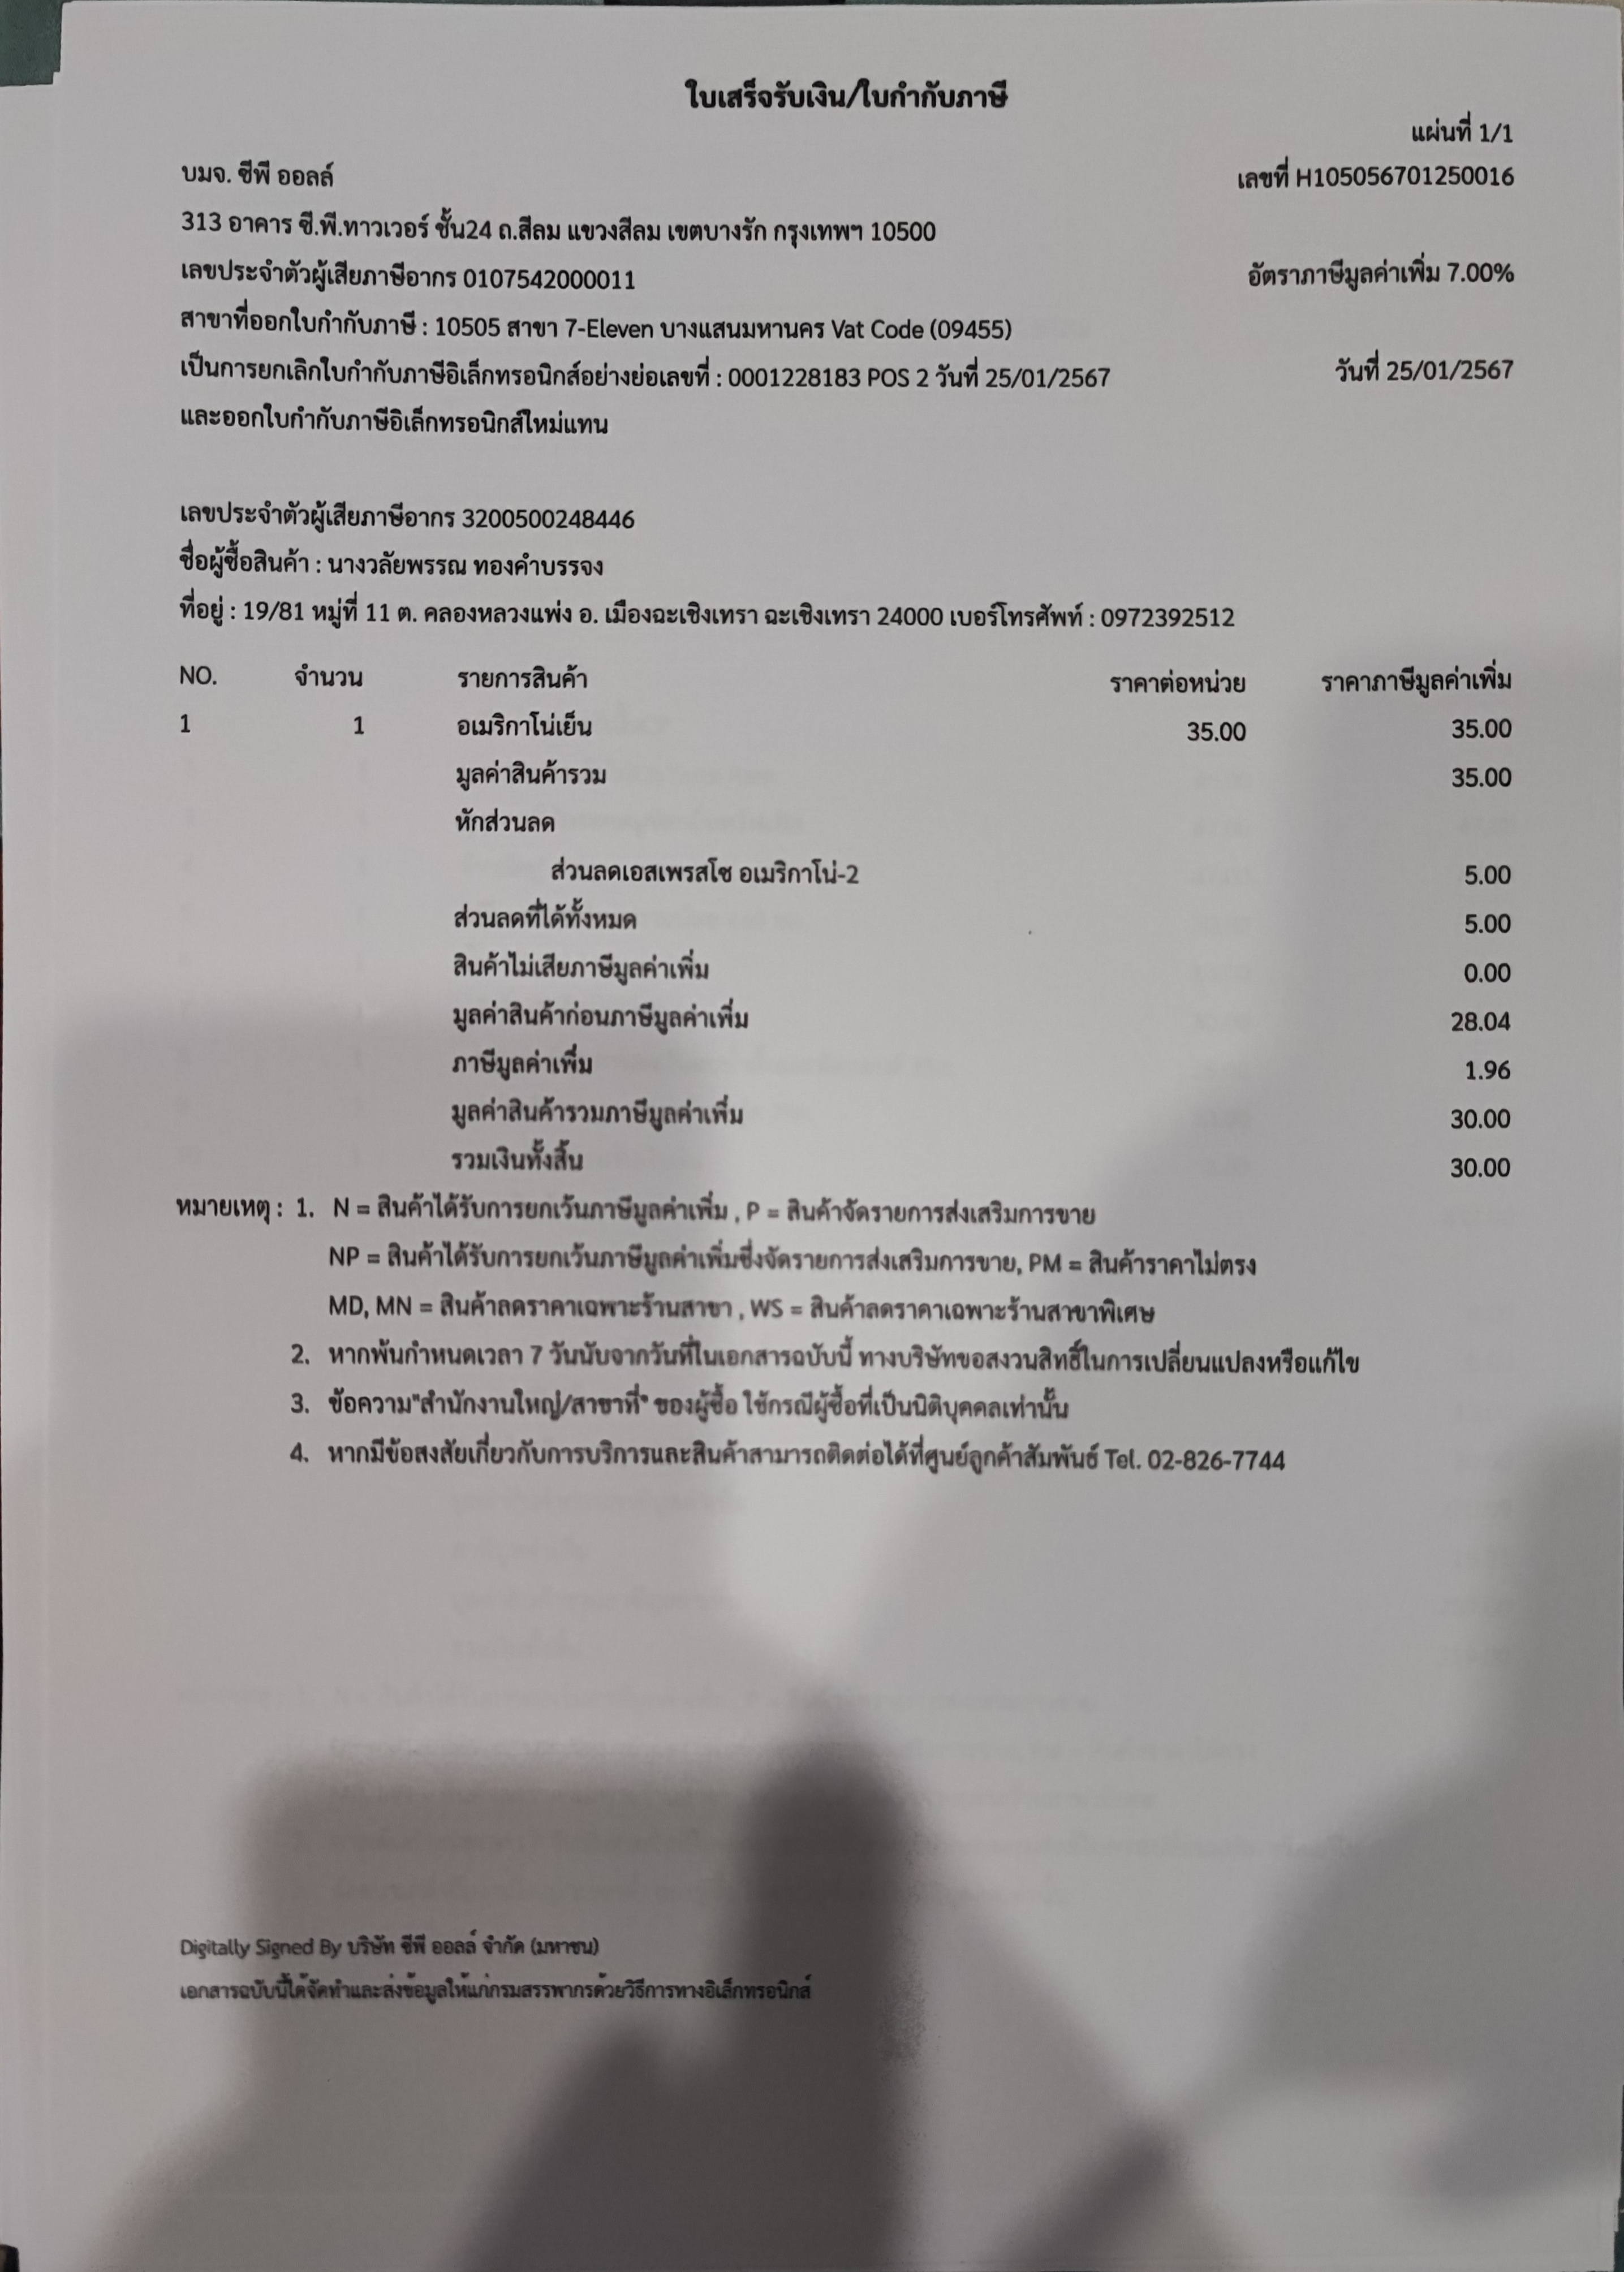 ใบเสร็จรับเงิน/ใบกำกับภาษี
แผ่นที่ 1/1
บมจ. ซีพี ออลล์ เลขที่ H105056701250016
313 อาคาร ซี.พี.ทาวเวอร์ ชั้น24 ถ.สีลม แขวงสีลม เขตบางรัก กรุงเทพฯ 10500
เลขประจำตัวผู้เสียภาษีอากร 0107542000011 อัตราภาษีมูลค่าเพิ่ม 7.00%
สาขาที่ออกใบกำกับภาษี : 10505 สาขา 7-Eleven บางแสนมหานคร Vat Code (09455)
เป็นการยกเลิกใบกำกับภาษีอิเล็กทรอนิกส์อย่างย่อเลขที่ : 0001228183 POS 2 วันที่ 25/01/2567 วันที่ 25/01/2567
และออกใบกำกับภาษีอิเล็กทรอนิกส์ใหม่แทน
เลขประจำตัวผู้เสียภาษีอากร 3200500248446
ชื่อผู้ซื้อสินค้า : นางวลัยพรรณ ทองคำบรรจง
ที่อยู่ : 19/81 หมู่ที่ 11 ต. คลองหลวงแพ่ง อ. เมืองฉะเชิงเทรา ฉะเชิงเทรา 24000 เบอร์โทรศัพท์ : 0972392512
NO. จำนวน รายการสินค้า ราคาต่อหน่วย ราคาภาษีมูลค่าเพิ่ม
1 1 อเมริกาโน่เย็น 35.00 35.00
มูลค่าสินค้ารวม 35.00
หักส่วนลด
ส่วนลดเอสเพรสโซ อเมริกาโน่-2 5.00
ส่วนลดที่ได้ทั้งหมด 5.00
สินค้าไม่เสียภาษีมูลค่าเพิ่ม 0.00
มูลค่าสินค้าก่อนภาษีมูลค่าเพิ่ม 28.04
ภาษีมูลค่าเพิ่ม 1.96
มูลค่าสินค้ารวมภาษีมูลค่าเพิ่ม 30.00
รวมเงินทั้งสิ้น 30.00
หมายเหตุ : 1. N = สินค้าได้รับการยกเว้นภาษีมูลค่าเพิ่ม , P = สินค้าจัดรายการส่งเสริมการขาย
NP = สินค้าได้รับการยกเว้นภาษีมูลค่าเพิ่มซึ่งจัดรายการส่งเสริมการขาย, PM = สินค้าราคาไม่ตรง
MD, MN = สินค้าลดราคาเฉพาะร้านสาขา , WS = สินค้าลดราคาเฉพาะร้านสาขาพิเศษ
2. หากพ้นกำหนดเวลา 7 วันนับจากวันที่ในเอกสารฉบับนี้ ทางบริษัทขอสงวนสิทธิ์ในการเปลี่ยนแปลงหรือแก้ไข
3. ข้อความ"สำนักงานใหญ่/สาขาที่" ของผู้ซื้อ ใช้กรณีผู้ซื้อที่เป็นนิติบุคคลเท่านั้น
4. หากมีข้อสงสัยเกี่ยวกับการบริการและสินค้าสามารถติดต่อได้ที่ศูนย์ลูกค้าสัมพันธ์ Tel. 02-826-7744
Digitally Signed By บริษัท ซีพี ออลล์ จำกัด (มหาชน)
เอกสารฉบับนี้ได้จัดทำและส่งข้อมูลให้แก่กรมสรรพากรด้วยวิธีการทางอิเล็กทรอนิกส์